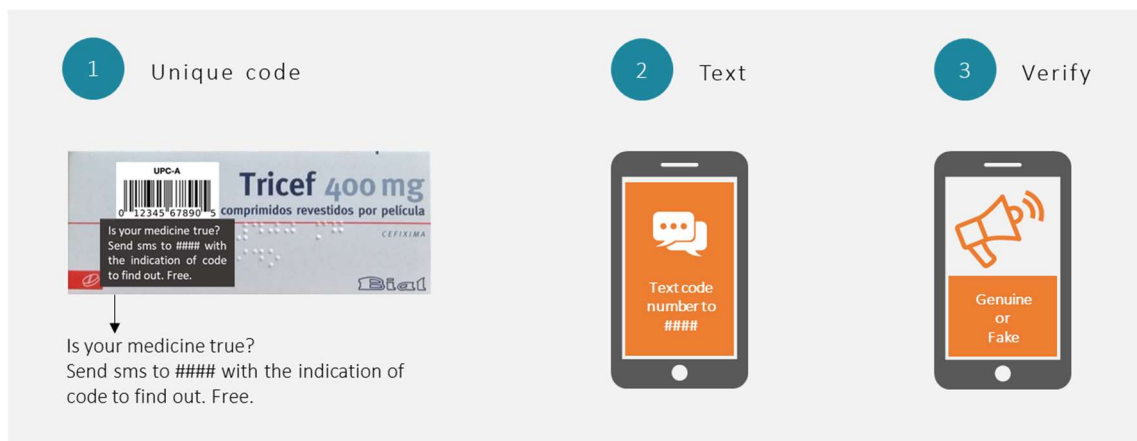 1 Unique code
2 Text
3 Verify
UPC-A
0 12345 67890 5
Tricef 400 mg
comprimidos revestidos por película
CEFIXIMA
Is your medicine true?
Send sms to #### with
the indication of code
to find out. Free.
Bial
Is your medicine true?
Send sms to #### with the indication of
code to find out. Free.
Text code
number to
####
Genuine
or
Fake